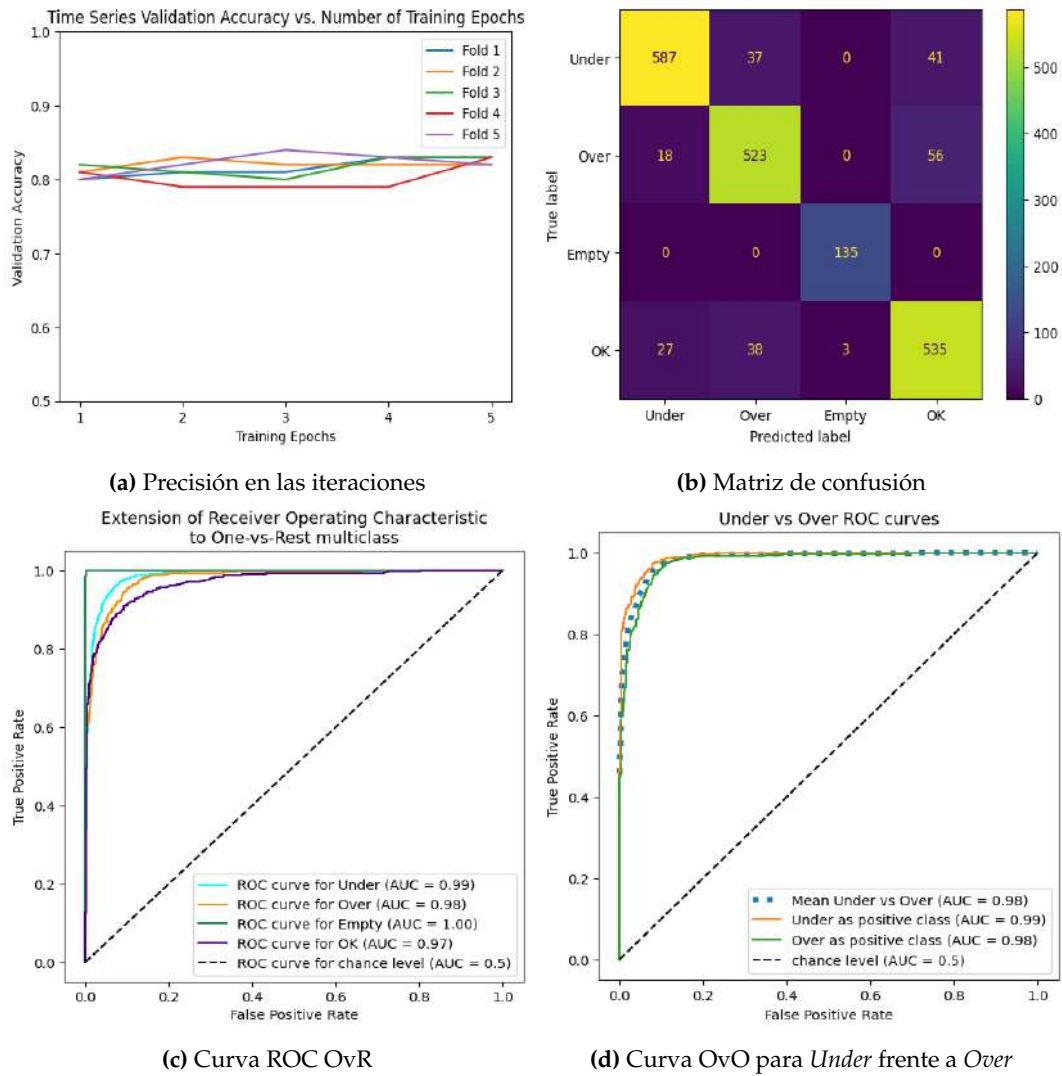 Time Series Validation Accuracy vs. Number of Training Epochs
1.0
0.9
0.8
0.7
0.6
0.5
Validation Accuracy
Fold 1
Fold 2
Fold 3
Fold 4
Fold 5
1 2 3 4 5
Training Epochs
(a) Precisión en las iteraciones
True label
Under 587 37 0 41
Over 18 523 0 56
Empty 0 0 135 0
OK 27 38 3 535
Under Over Empty OK
Predicted label
500
400
300
200
100
0
(b) Matriz de confusión
Extension of Receiver Operating Characteristic
to One-vs-Rest multiclass
1.0
0.8
0.6
0.4
0.2
0.0
True Positive Rate
ROC curve for Under (AUC = 0.99)
ROC curve for Over (AUC = 0.98)
ROC curve for Empty (AUC = 1.00)
ROC curve for OK (AUC = 0.97)
ROC curve for chance level (AUC = 0.5)
0.0 0.2 0.4 0.6 0.8 1.0
False Positive Rate
(c) Curva ROC OvR
Under vs Over ROC curves
1.0
0.8
0.6
0.4
0.2
0.0
True Positive Rate
Mean Under vs Over (AUC = 0.98)
Under as positive class (AUC = 0.99)
Over as positive class (AUC = 0.98)
chance level (AUC = 0.5)
0.0 0.2 0.4 0.6 0.8 1.0
False Positive Rate
(d) Curva OvO para Under frente a Over